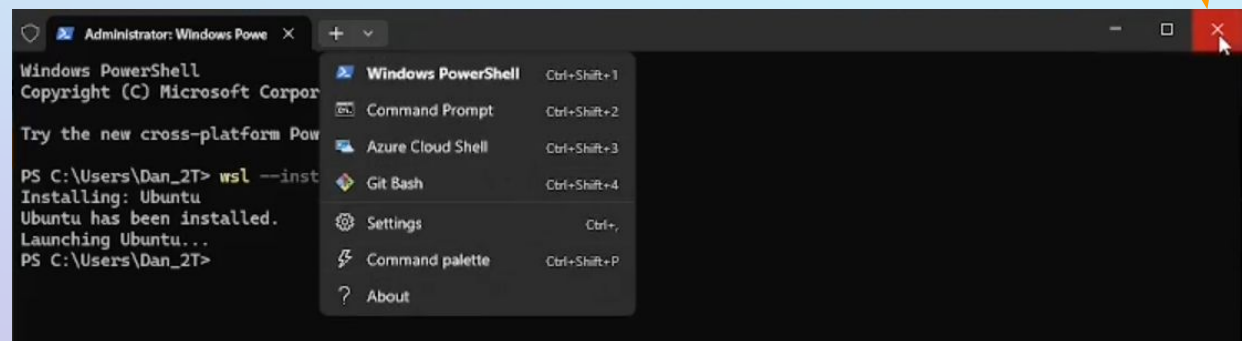 Administrator: Windows Powe
Windows PowerShell
Copyright (C) Microsoft Corpor
Try the new cross-platform Pow
PS C:\Users\Dan_2T> wsl --inst
Installing: Ubuntu
Ubuntu has been installed.
Launching Ubuntu...
PS C:\Users\Dan_2T>
Windows PowerShell Ctrl+Shift+1
Command Prompt Ctrl+Shift+2
Azure Cloud Shell Ctrl+Shift+3
Git Bash Ctrl+Shift+4
Settings Ctrl+,
Command palette Ctrl+Shift+P
About